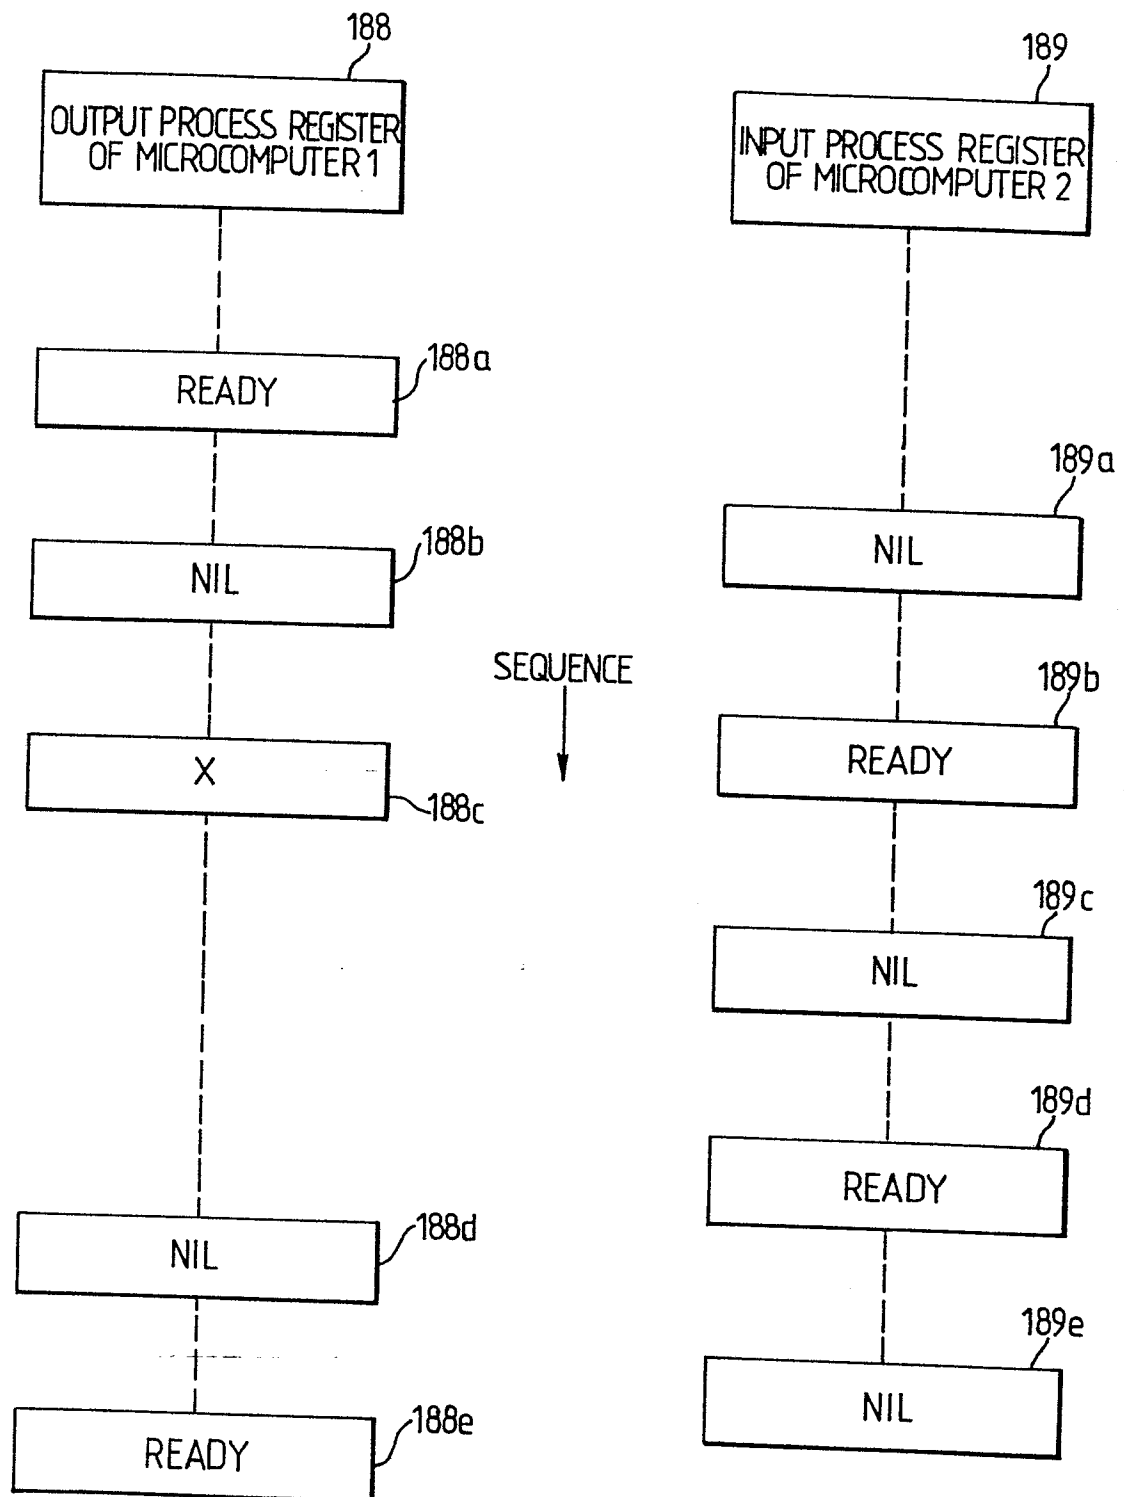 188
OUTPUT PROCESS REGISTER
OF MICROCOMPUTER 1
188a
READY
188b
NIL
X
188c
188d
NIL
188e
READY
SEQUENCE
189
INPUT PROCESS REGISTER
OF MICROCOMPUTER 2
189a
NIL
189b
READY
189c
NIL
189d
READY
189e
NIL